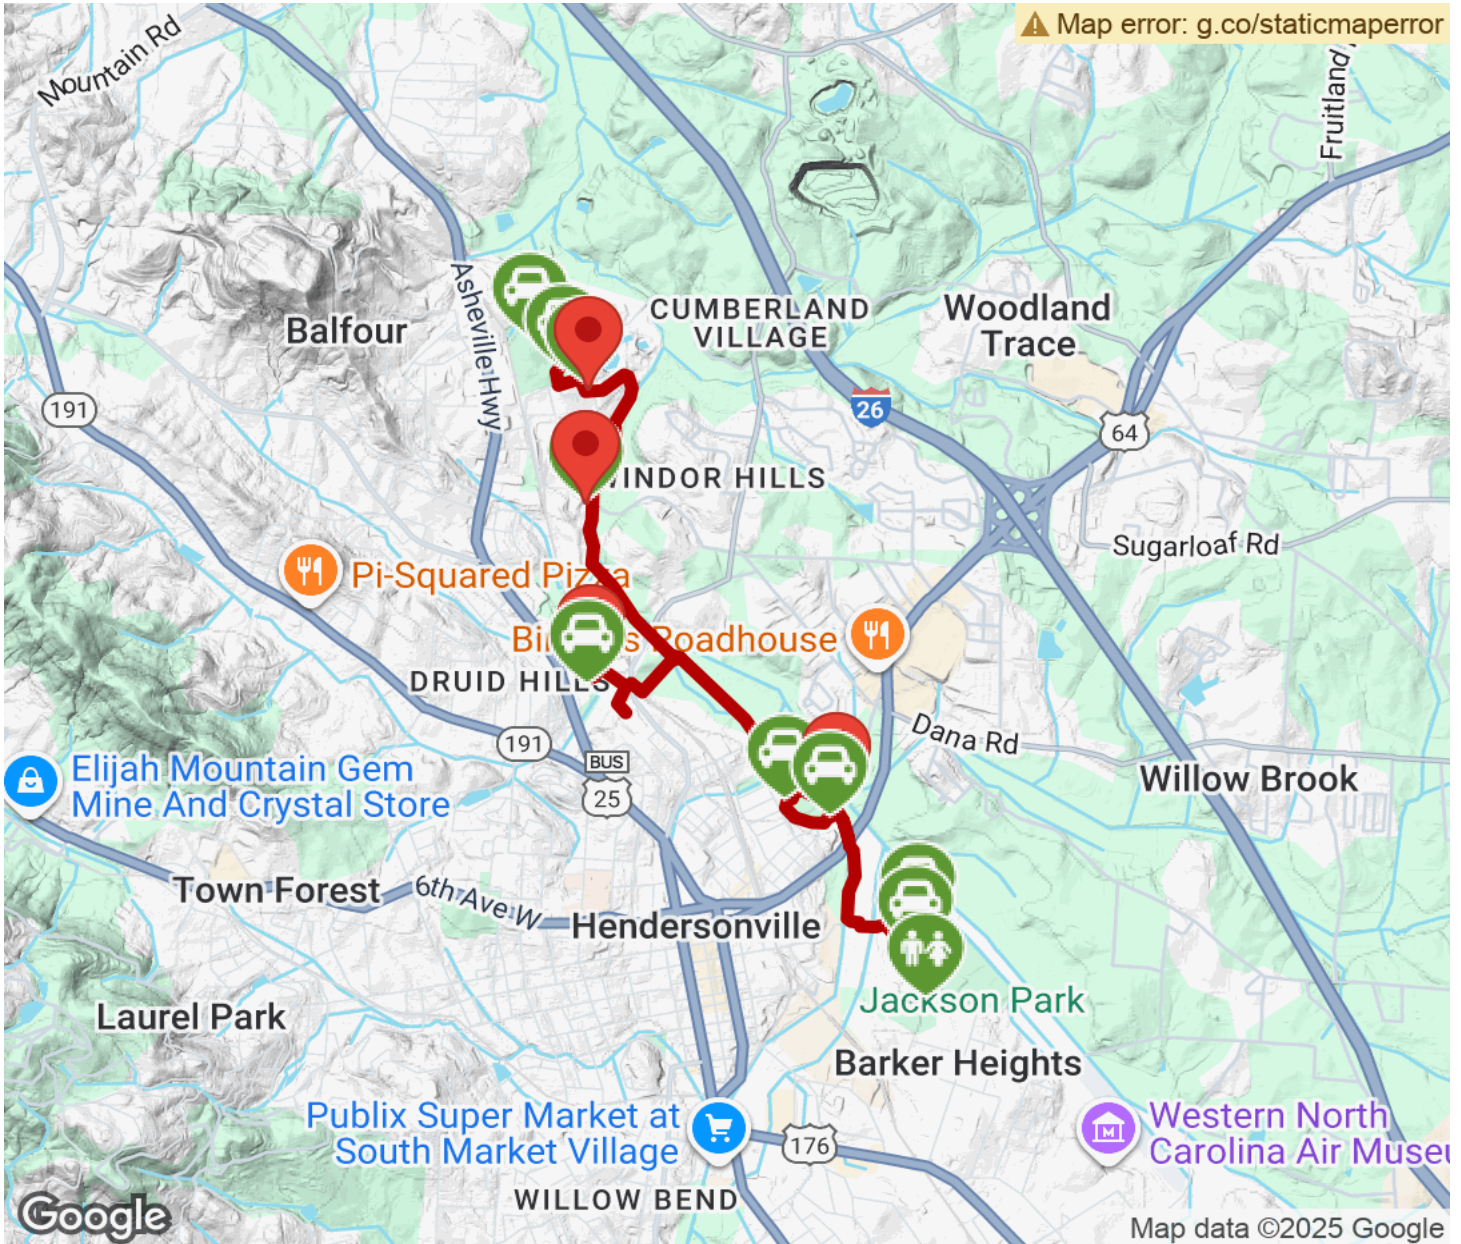 Map error: g.co/staticmaperror
Mountain Rd
Fruitland
Asheville Hwy
Balfour
CUMBERLAND
VILLAGE
Woodland
Trace
191
26
64
INDOR HILLS
Sugarloaf Rd
Pi-Squared Pizza
Roadhouse
DRUID HILLS
191
BUS
25
Dana Rd
Elijah Mountain Gem
Mine And Crystal Store
Willow Brook
Town Forest
6th Ave W
Hendersonville
Jackson Park
Laurel Park
Barker Heights
Publix Super Market at
South Market Village
176
Western North
Carolina Air Museu
WILLOW BEND
Google
Map data ©2025 Google